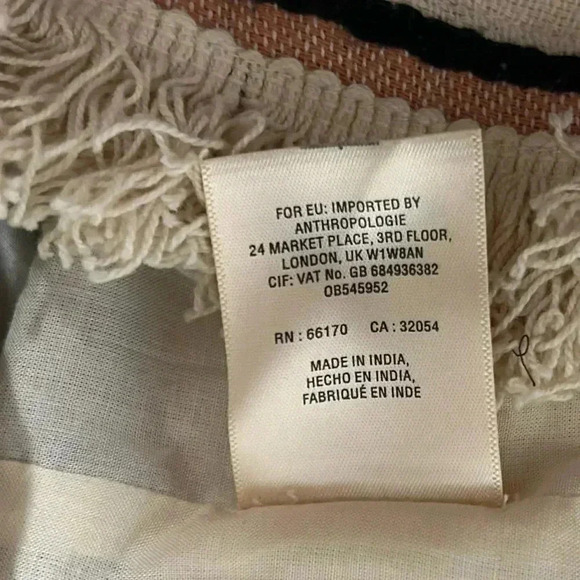 FOR EU: IMPORTED BY
ANTHROPOLOGIE
24 MARKET PLACE, 3RD FLOOR,
LONDON, UK W1W8AN
CIF: VAT No. GB 684936382
OB545952
RN : 66170 CA : 32054
MADE IN INDIA,
HECHO EN INDIA,
FABRIQUÉ EN INDE